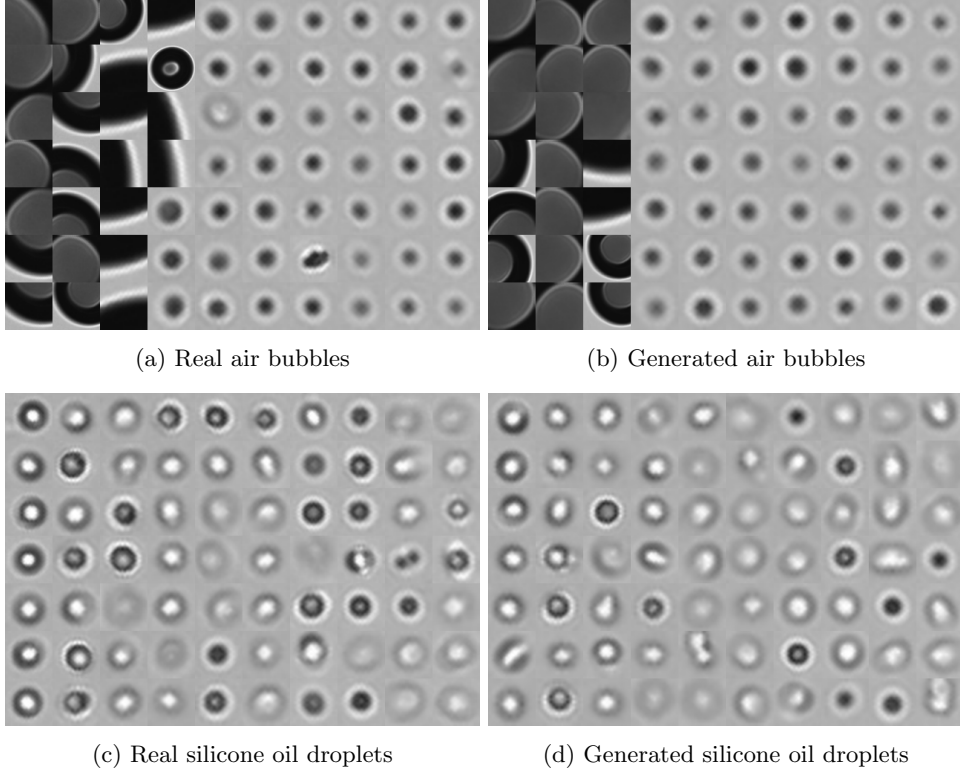 (a) Real air bubbles
(b) Generated air bubbles
(c) Real silicone oil droplets
(d) Generated silicone oil droplets